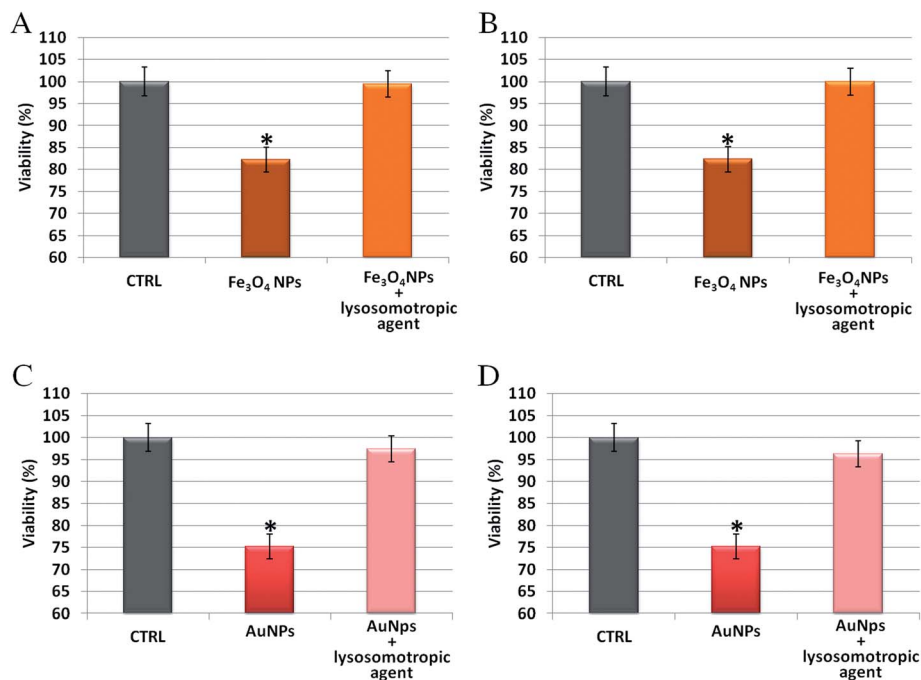 A
Viability (%)
110
105
100
95
90
85
80
75
70
65
60
*
CTRL
Fe₃O₄ NPs
Fe₃O₄NPs
+
lysosomotropic
agent
B
Viability (%)
110
105
100
95
90
85
80
75
70
65
60
*
CTRL
Fe₃O₄ NPs
Fe₃O₄NPs
+
lysosomotropic
agent
C
Viability (%)
110
105
100
95
90
85
80
75
70
65
60
*
CTRL
AuNPs
AuNps
+
lysosomotropic
agent
D
Viability (%)
110
105
100
95
90
85
80
75
70
65
60
*
CTRL
AuNPs
AuNps
+
lysosomotropic
agent